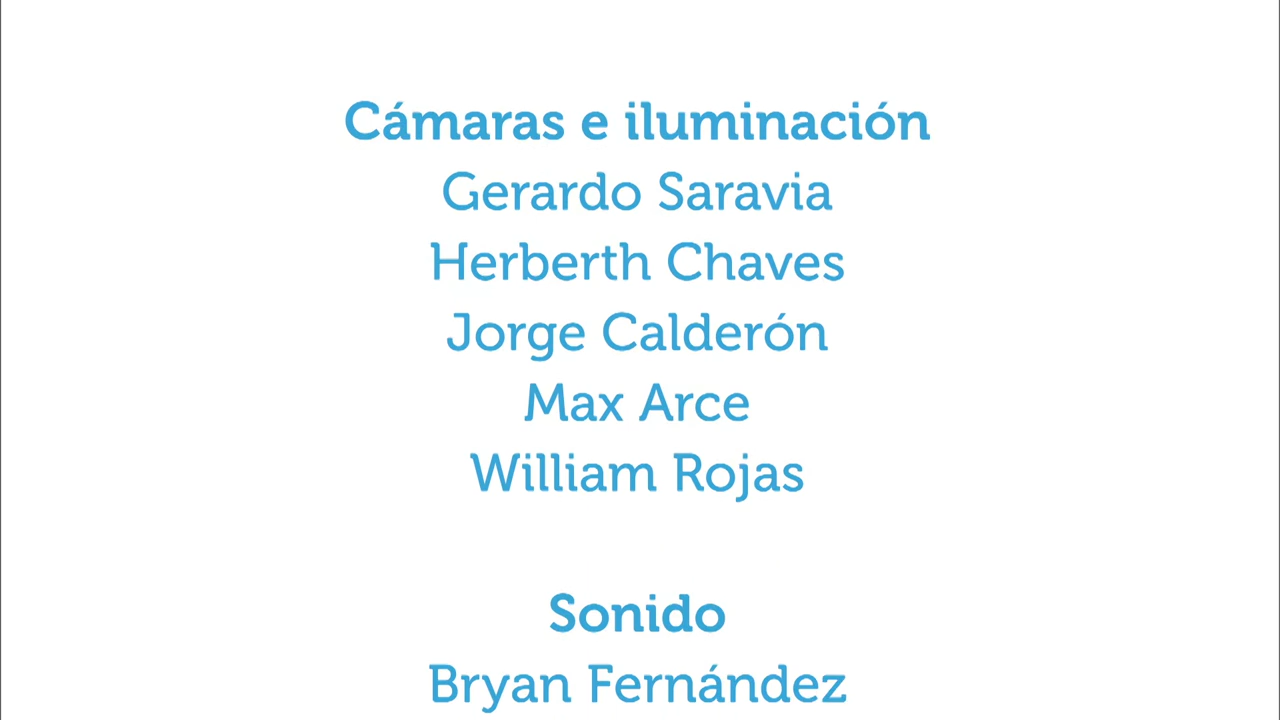 Cámaras e iluminación
Gerardo Saravia
Herberth Chaves
Jorge Calderón
Max Arce
William Rojas
Sonido
Bryan Fernández